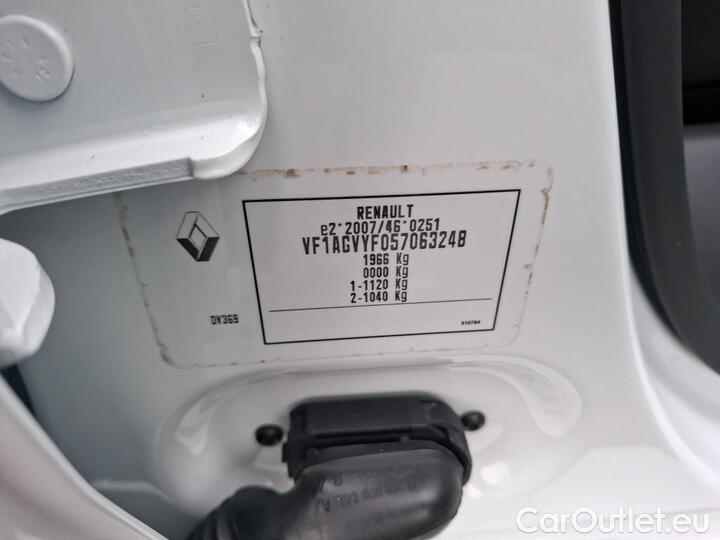 RENAULT
e2*2007/46*0251
VF1AGVYF057063248
1966 Kg
0000 Kg
1-1120 Kg
2-1040 Kg
DV369
CarOutlet.eu